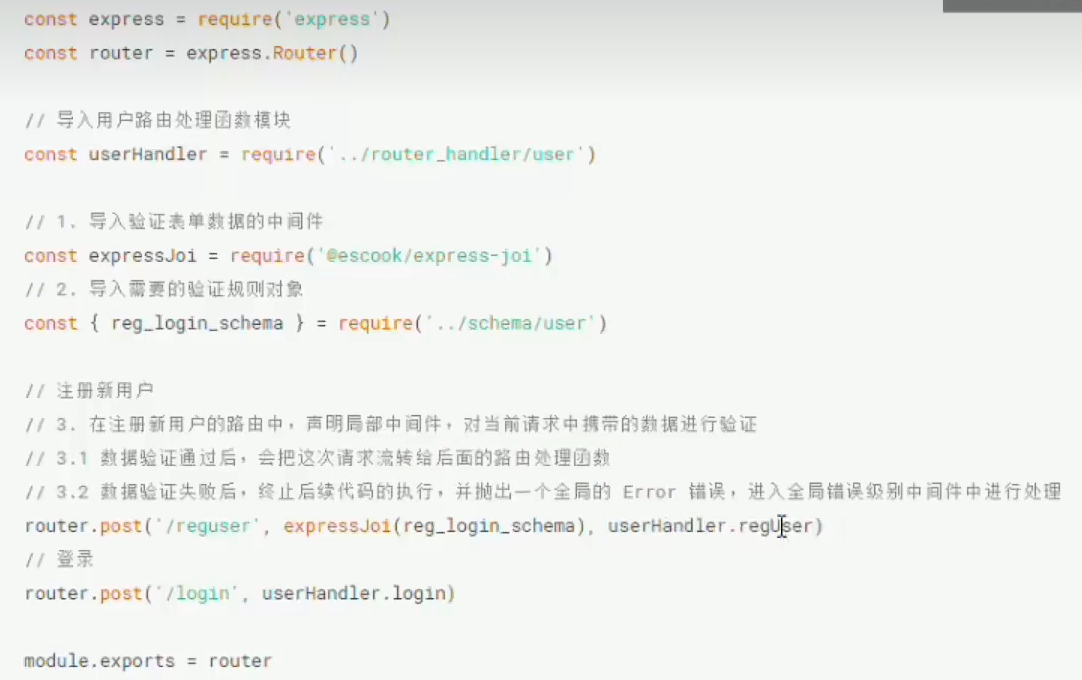 const express = require('express')
const router = express.Router()
// 导入用户路由处理函数模块
const userHandler = require('../router_handler/user')
// 1. 导入验证表单数据的中间件
const expressJoi = require('@escook/express-joi')
// 2. 导入需要的验证规则对象
const { reg_login_schema } = require('../schema/user')
// 注册新用户
// 3. 在注册新用户的路由中，声明局部中间件，对当前请求中携带的数据进行验证
// 3.1 数据验证通过后，会把这次请求流转给后面的路由处理函数
// 3.2 数据验证失败后，终止后续代码的执行，并抛出一个全局的 Error 错误，进入全局错误级别中间件中进行处理
router.post('/reguser', expressJoi(reg_login_schema), userHandler.regUser)
// 登录
router.post('/login', userHandler.login)
module.exports = router